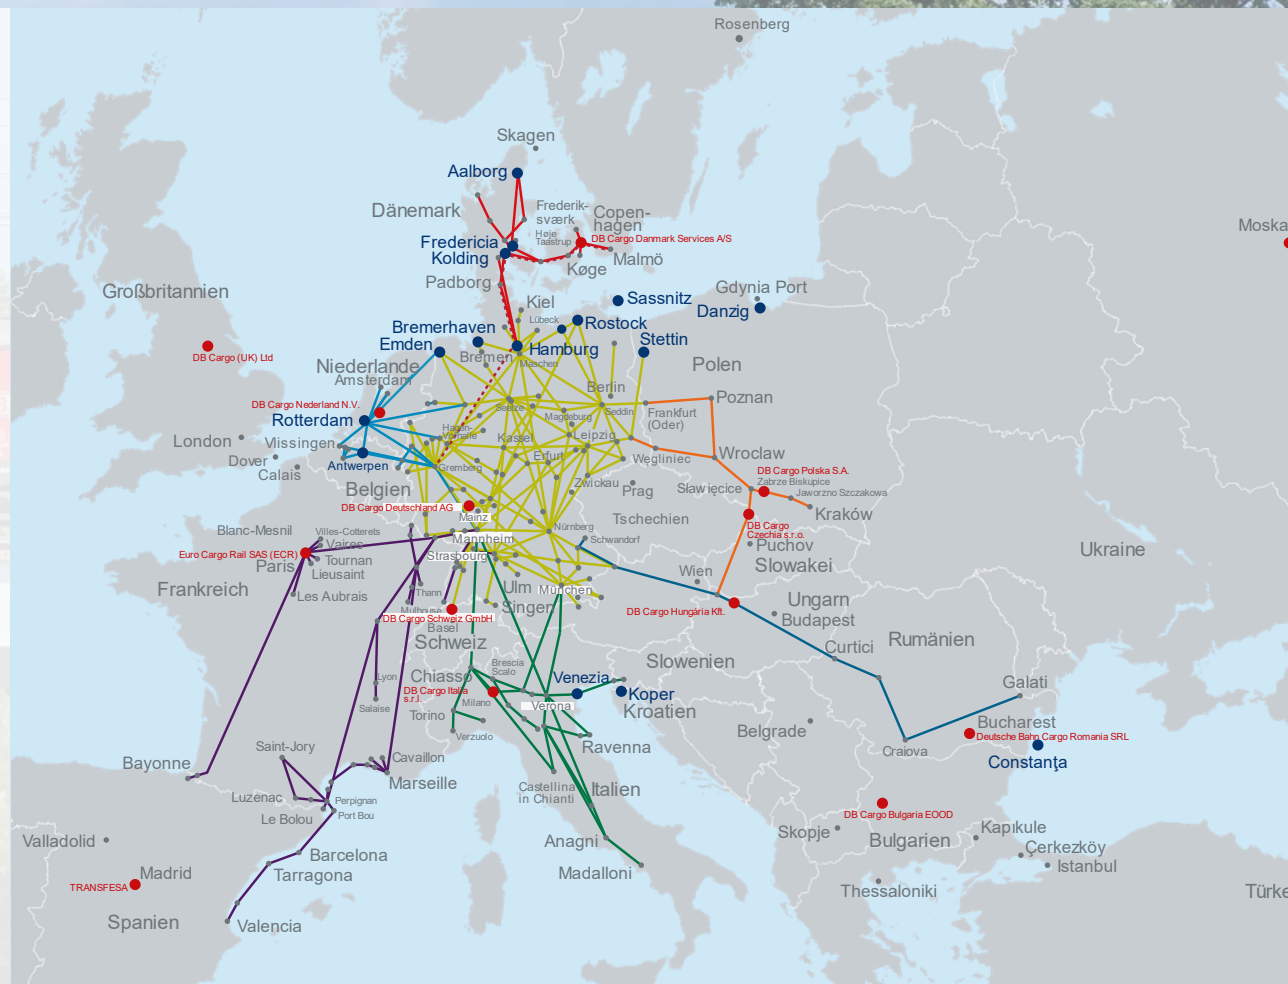 Rosenberg
Skagen
Aalborg
Dänemark
Frederik-
sværk
Copen-
hagen
Høje
Taastrup
DB Cargo Danmark Services A/S
Moska
Fredericia
Kolding
Køge
Malmö
Padborg
Großbritannien
Kiel
Sassnitz
Gdynia Port
Danzig
Lübeck
Rostock
Bremerhaven
Emden
Hamburg
Stettin
DB Cargo (UK) Ltd
Bremen
Maschen
Niederlande
Amsterdam
Polen
Berlin
DB Cargo Nederland N.V.
Rotterdam
Seelze
Magdeburg
Seddin
Frankfurt
(Oder)
Poznan
London
Vlissingen
Hagen-
Vorhalle
Kassel
Leipzig
Dover
Calais
Antwerpen
Gremberg
Erfurt
Węgliniec
Wroclaw
DB Cargo Polska S.A.
Zabrze Biskupice
Belgien
Zwickau
Prag
Sławięcice
Jaworzno Szczakowa
DB Cargo Deutschland AG
Mainz
Tschechien
Kraków
DB Cargo
Czechia s.r.o.
Blanc-Mesnil
Villes-Cotterets
Vaires
Mannheim
Nürnberg
Schwandorf
Puchov
Ukraine
Euro Cargo Rail SAS (ECR)
Paris
Tournan
Lieusaint
Strasbourg
Slowakei
Frankreich
Les Aubrais
Thann
Ulm
München
Wien
Mulhouse
Singen
DB Cargo Schweiz GmbH
Basel
DB Cargo Hungária Kft.
Ungarn
Budapest
Schweiz
Rumänien
Curtici
Chiasso
Brescia
Scalo
Slowenien
Lyon
Venezia
Galati
DB Cargo Italia
s.r.l.
Milano
Verona
Koper
Kroatien
Salaise
Torino
Bucharest
Belgrade
Deutsche Bahn Cargo Romania SRL
Verzuolo
Ravenna
Craiova
Constanţa
Saint-Jory
Cavaillon
Bayonne
Marseille
Castellina
in Chianti
Italien
Luzenac
Perpignan
Le Bolou
Port Bou
DB Cargo Bulgaria EOOD
Valladolid
Anagni
Skopje
Bulgarien
Kapıkule
Barcelona
Çerkezköy
Madrid
TRANSFESA
Tarragona
Madalloni
Istanbul
Thessaloniki
Türke
Spanien
Valencia